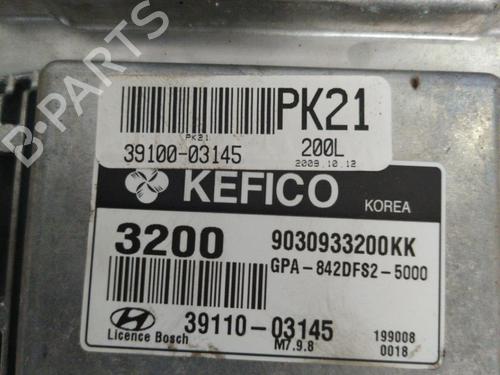 B-PARTS
PK21
PK21
39100-03145
200L
2009.10.12
KEFICO
KOREA
3200
9030933200KK
GPA-842DFS2-5000
39110-03145
Licence Bosch
M7.9.8
199008
0018